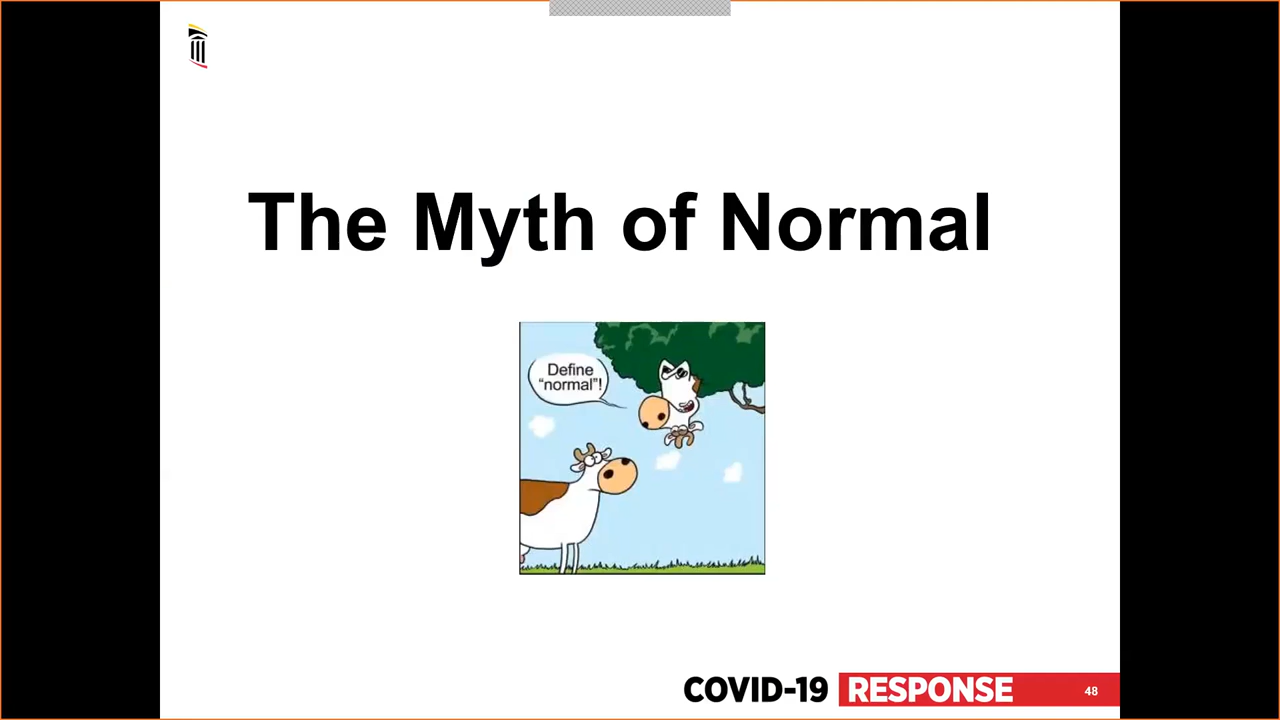 The Myth of Normal
Define
“normal”!
COVID-19 RESPONSE
48